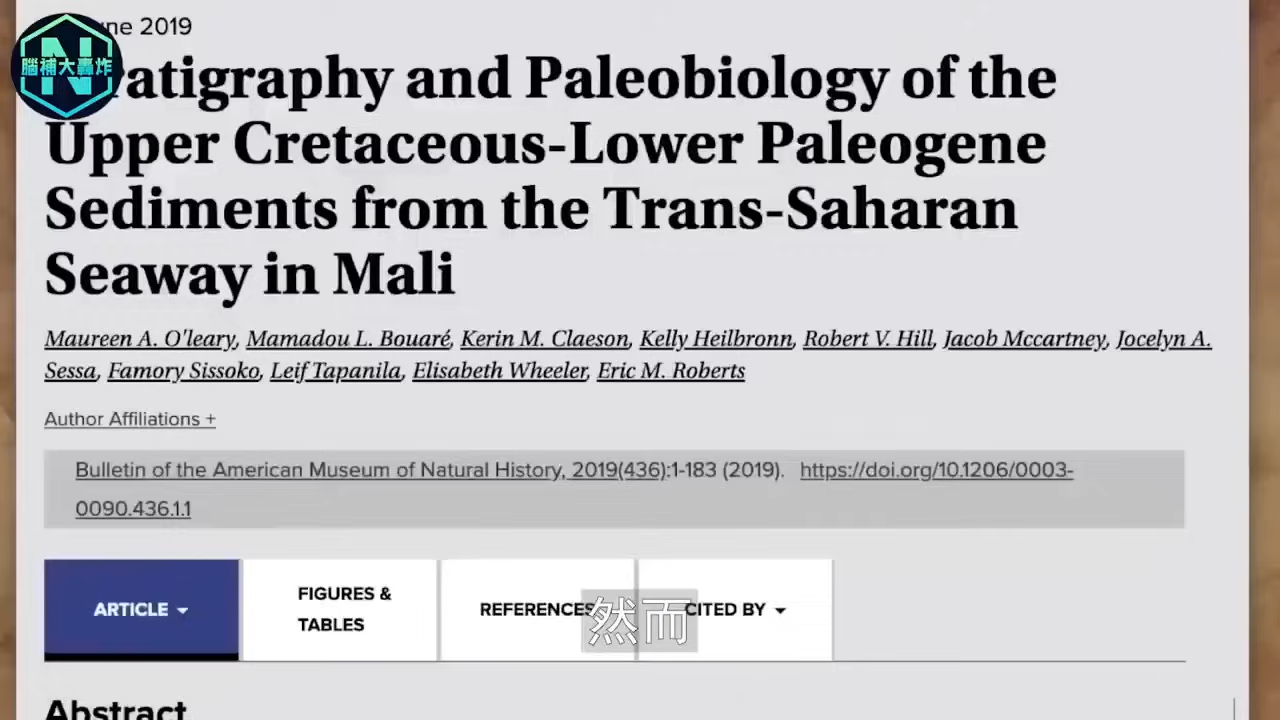 ne 2019
腦補大轟炸
atigraphy and Paleobiology of the
Upper Cretaceous-Lower Paleogene
Sediments from the Trans-Saharan
Seaway in Mali
Maureen A. O'leary, Mamadou L. Bouaré, Kerin M. Claeson, Kelly Heilbronn, Robert V. Hill, Jacob Mccartney, Jocelyn A.
Sessa, Famory Sissoko, Leif Tapanila, Elisabeth Wheeler, Eric M. Roberts
Author Affiliations +
Bulletin of the American Museum of Natural History, 2019(436):1-183 (2019). https://doi.org/10.1206/0003-
0090.436.1.1
ARTICLE
FIGURES &
TABLES
REFERENCES
CITED BY
然而
Abstract